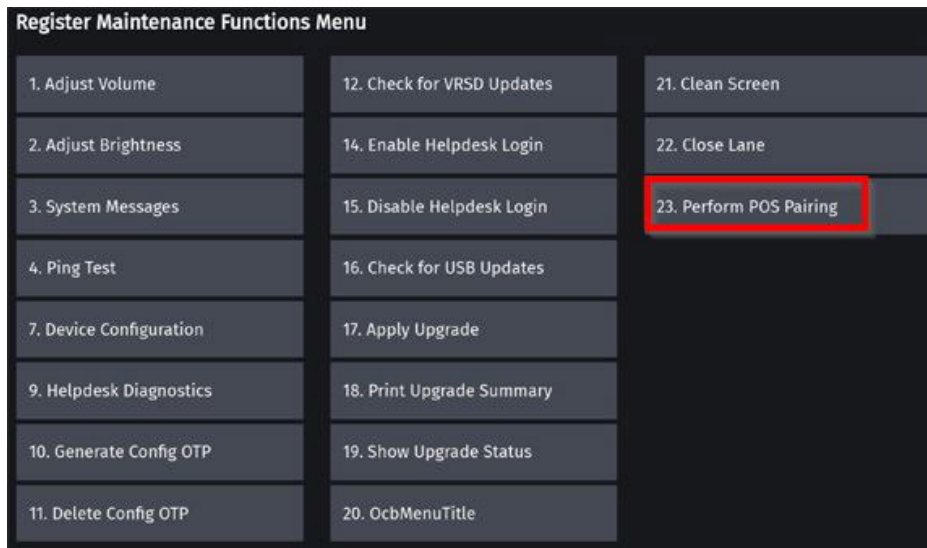 Register Maintenance Functions Menu
1. Adjust Volume
2. Adjust Brightness
3. System Messages
4. Ping Test
7. Device Configuration
9. Helpdesk Diagnostics
10. Generate Config OTP
11. Delete Config OTP
12. Check for VRSD Updates
14. Enable Helpdesk Login
15. Disable Helpdesk Login
16. Check for USB Updates
17. Apply Upgrade
18. Print Upgrade Summary
19. Show Upgrade Status
20. OcbMenuTitle
21. Clean Screen
22. Close Lane
23. Perform POS Pairing